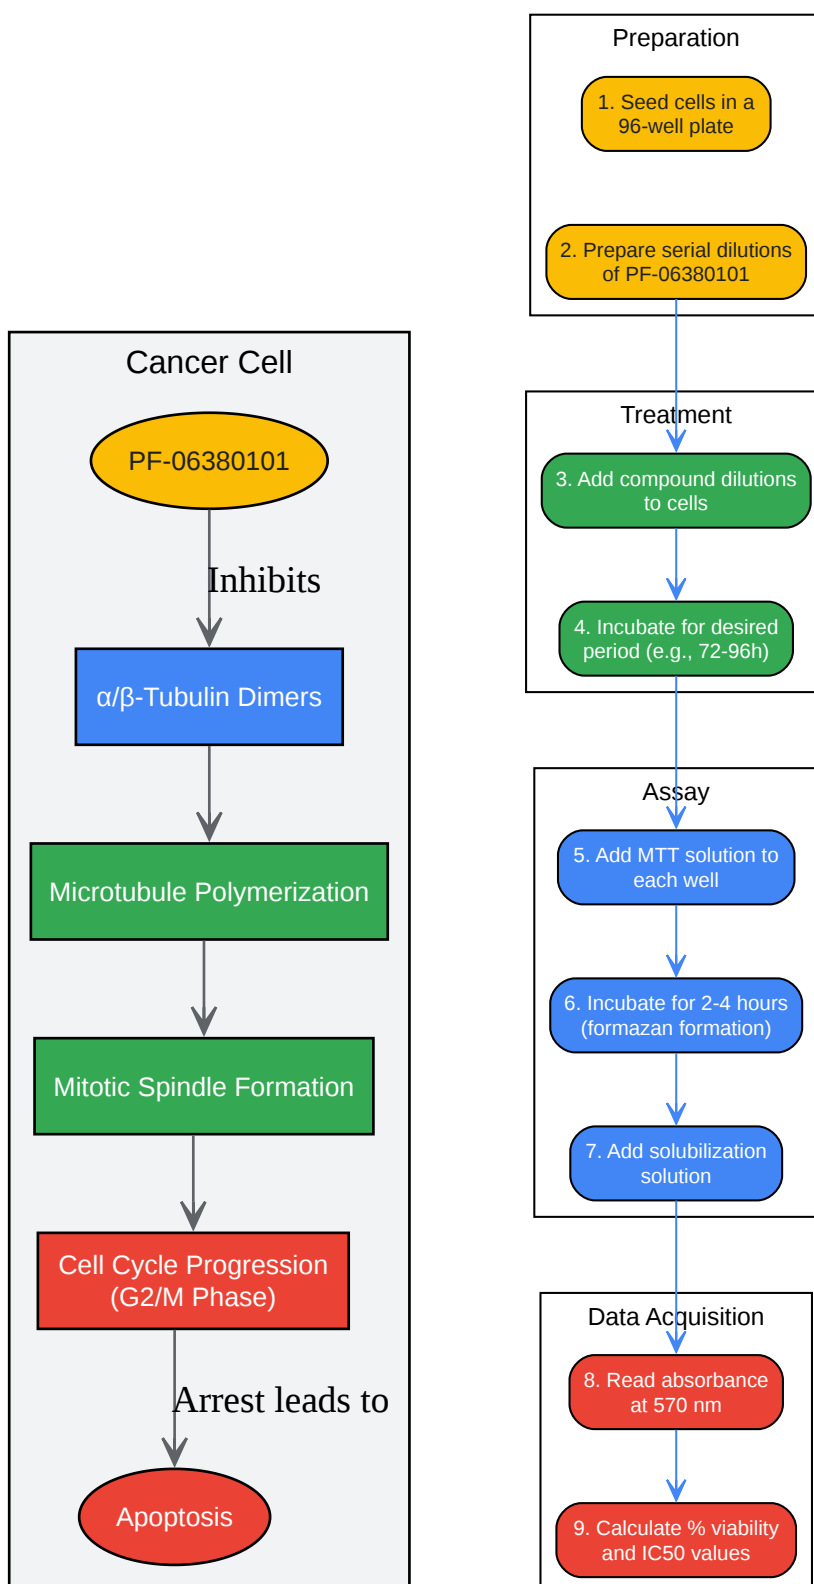 Cancer Cell
PF-06380101
Inhibits
α/β-Tubulin Dimers
Microtubule Polymerization
Mitotic Spindle Formation
Cell Cycle Progression
(G2/M Phase)
Arrest leads to
Apoptosis
Preparation
1. Seed cells in a
96-well plate
2. Prepare serial dilutions
of PF-06380101
Treatment
3. Add compound dilutions
to cells
4. Incubate for desired
period (e.g., 72-96h)
Assay
5. Add MTT solution to
each well
6. Incubate for 2-4 hours
(formazan formation)
7. Add solubilization
solution
Data Acquisition
8. Read absorbance
at 570 nm
9. Calculate % viability
and IC50 values